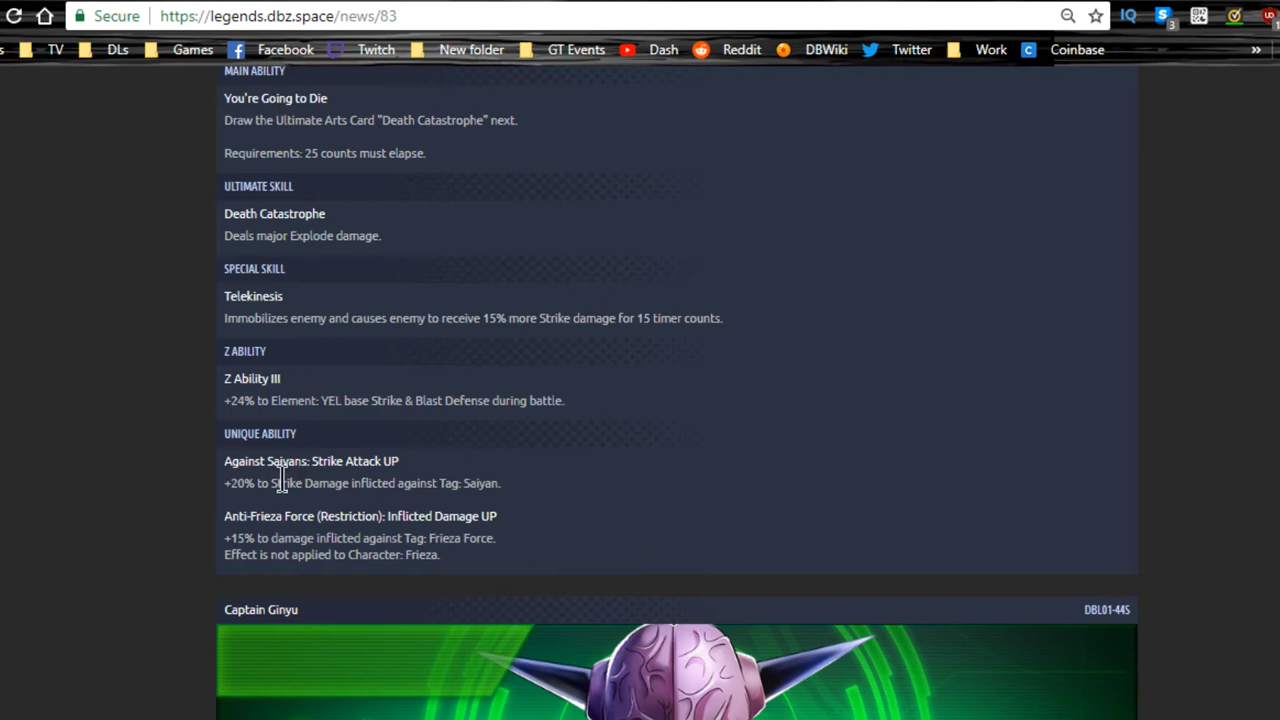 Secure https://legends.dbz.space/news/83
IQ 3 UD
s TV DLs Games Facebook Twitch New folder GT Events Dash Reddit DBWiki Twitter Work C Coinbase »
MAIN ABILITY
You're Going to Die
Draw the Ultimate Arts Card "Death Catastrophe" next.
Requirements: 25 counts must elapse.
ULTIMATE SKILL
Death Catastrophe
Deals major Explode damage.
SPECIAL SKILL
Telekinesis
Immobilizes enemy and causes enemy to receive 15% more Strike damage for 15 timer counts.
Z ABILITY
Z Ability III
+24% to Element: YEL base Strike & Blast Defense during battle.
UNIQUE ABILITY
Against Saiyans: Strike Attack UP
+20% to Strike Damage inflicted against Tag: Saiyan.
Anti-Frieza Force (Restriction): Inflicted Damage UP
+15% to damage inflicted against Tag: Frieza Force.
Effect is not applied to Character: Frieza.
Captain Ginyu DBL01-44S